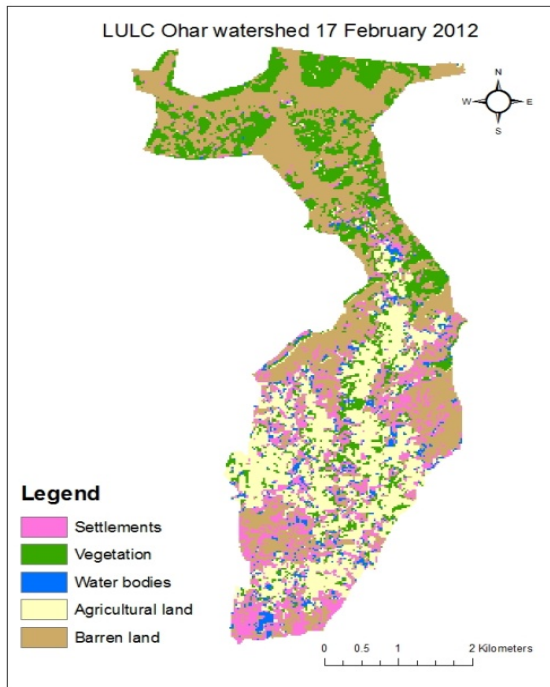 LULC Ohar watershed 17 February 2012
N
W E
S
Legend
Settlements
Vegetation
Water bodies
Agricultural land
Barren land
0 0.5 1 2 Kilometers